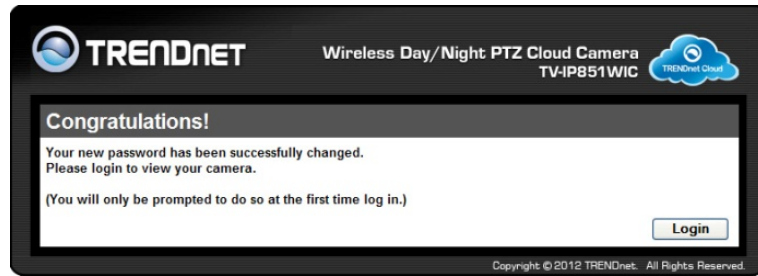 TRENDNET
Wireless Day/Night PTZ Cloud Camera
TV-IP851WIC
TRENDnet Cloud
Congratulations!
Your new password has been successfully changed.
Please login to view your camera.
(You will only be prompted to do so at the first time log in.)
Login
Copyright © 2012 TRENDnet. All Rights Reserved.